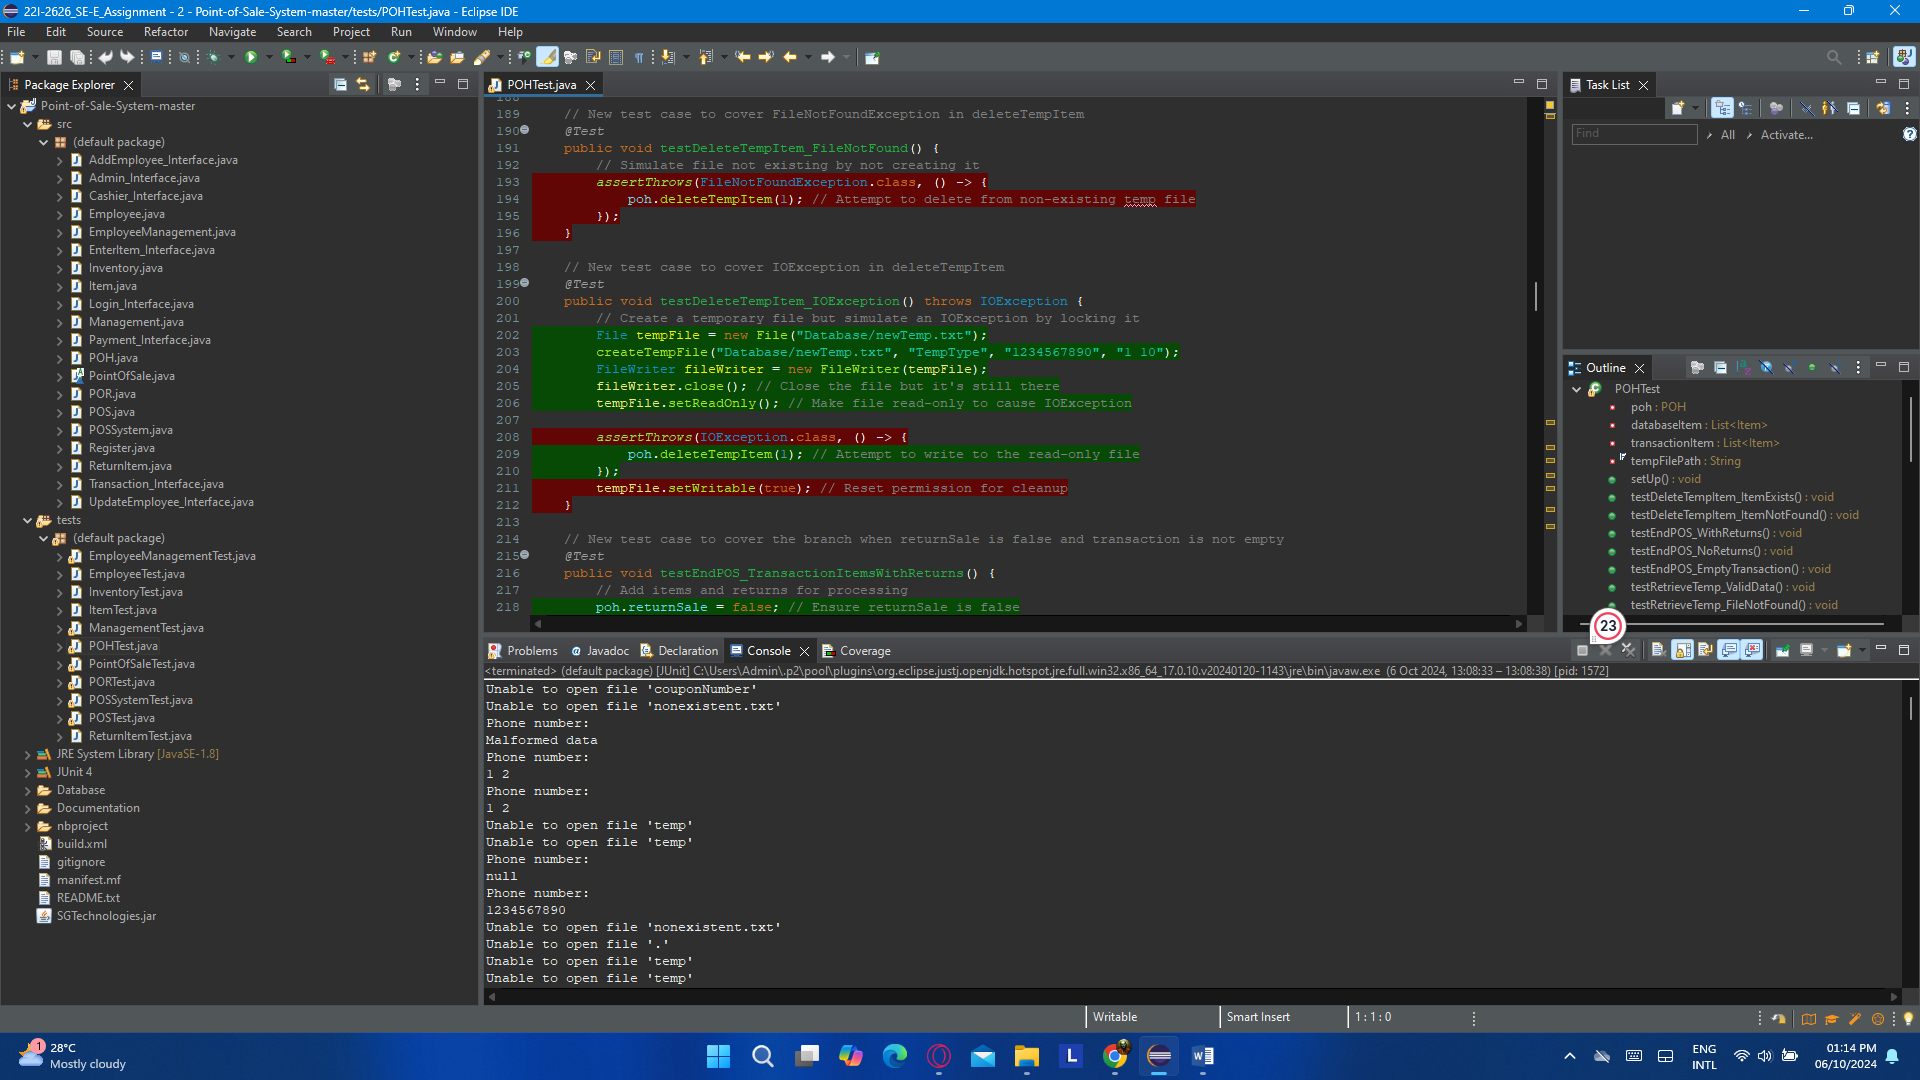 22I-2626_SE-E_Assignment - 2 - Point-of-Sale-System-master/tests/POHTest.java - Eclipse IDE
File Edit Source Refactor Navigate Search Project Run Window Help
Package Explorer
Point-of-Sale-System-master
src
(default package)
AddEmployee_Interface.java
Admin_Interface.java
Cashier_Interface.java
Employee.java
EmployeeManagement.java
EnterItem_Interface.java
Inventory.java
Item.java
Login_Interface.java
Management.java
Payment_Interface.java
POH.java
PointOfSale.java
POR.java
POS.java
POSSystem.java
Register.java
ReturnItem.java
Transaction_Interface.java
UpdateEmployee_Interface.java
tests
(default package)
EmployeeManagementTest.java
EmployeeTest.java
InventoryTest.java
ItemTest.java
ManagementTest.java
POHTest.java
PointOfSaleTest.java
PORTest.java
POSSystemTest.java
POSTest.java
ReturnItemTest.java
JRE System Library [JavaSE-1.8]
JUnit 4
Database
Documentation
nbproject
build.xml
gitignore
manifest.mf
README.txt
SGTechnologies.jar
POHTest.java
188
189 // New test case to cover FileNotFoundException in deleteTempItem
190 @Test
191 public void testDeleteTempItem_FileNotFound() {
192 // Simulate file not existing by not creating it
193 assertThrows(FileNotFoundException.class, () -> {
194 poh.deleteTempItem(1); // Attempt to delete from non-existing temp file
195 });
196 }
197
198 // New test case to cover IOException in deleteTempItem
199 @Test
200 public void testDeleteTempItem_IOException() throws IOException {
201 // Create a temporary file but simulate an IOException by locking it
202 File tempFile = new File("Database/newTemp.txt");
203 createTempFile("Database/newTemp.txt", "TempType", "1234567890", "1 10");
204 FileWriter fileWriter = new FileWriter(tempFile);
205 fileWriter.close(); // Close the file but it's still there
206 tempFile.setReadOnly(); // Make file read-only to cause IOException
207
208 assertThrows(IOException.class, () -> {
209 poh.deleteTempItem(1); // Attempt to write to the read-only file
210 });
211 tempFile.setWritable(true); // Reset permission for cleanup
212 }
213
214 // New test case to cover the branch when returnSale is false and transaction is not empty
215 @Test
216 public void testEndPOS_TransactionItemsWithReturns() {
217 // Add items and returns for processing
218 poh.returnSale = false; // Ensure returnSale is false
Task List
Find All Activate...
Outline
POHTest
poh : POH
databaseItem : List<Item>
transactionItem : List<Item>
tempFilePath : String
setUp() : void
testDeleteTempItem_ItemExists() : void
testDeleteTempItem_ItemNotFound() : void
testEndPOS_WithReturns() : void
testEndPOS_NoReturns() : void
testEndPOS_EmptyTransaction() : void
testRetrieveTemp_ValidData() : void
testRetrieveTemp_FileNotFound() : void
23
Problems Javadoc Declaration Console Coverage
<terminated> (default package) [JUnit] C:\Users\Admin\.p2\pool\plugins\org.eclipse.justj.openjdk.hotspot.jre.full.win32.x86_64_17.0.10.v20240120-1143\jre\bin\javaw.exe (6 Oct 2024, 13:08:33 – 13:08:38) [pid: 1572]
Unable to open file 'couponNumber'
Unable to open file 'nonexistent.txt'
Phone number:
Malformed data
Phone number:
1 2
Phone number:
1 2
Unable to open file 'temp'
Unable to open file 'temp'
Phone number:
null
Phone number:
1234567890
Unable to open file 'nonexistent.txt'
Unable to open file '.'
Unable to open file 'temp'
Unable to open file 'temp'
Writable Smart Insert 1 : 1 : 0
1
28°C
Mostly cloudy
L
ENG
INTL
01:14 PM
06/10/2024